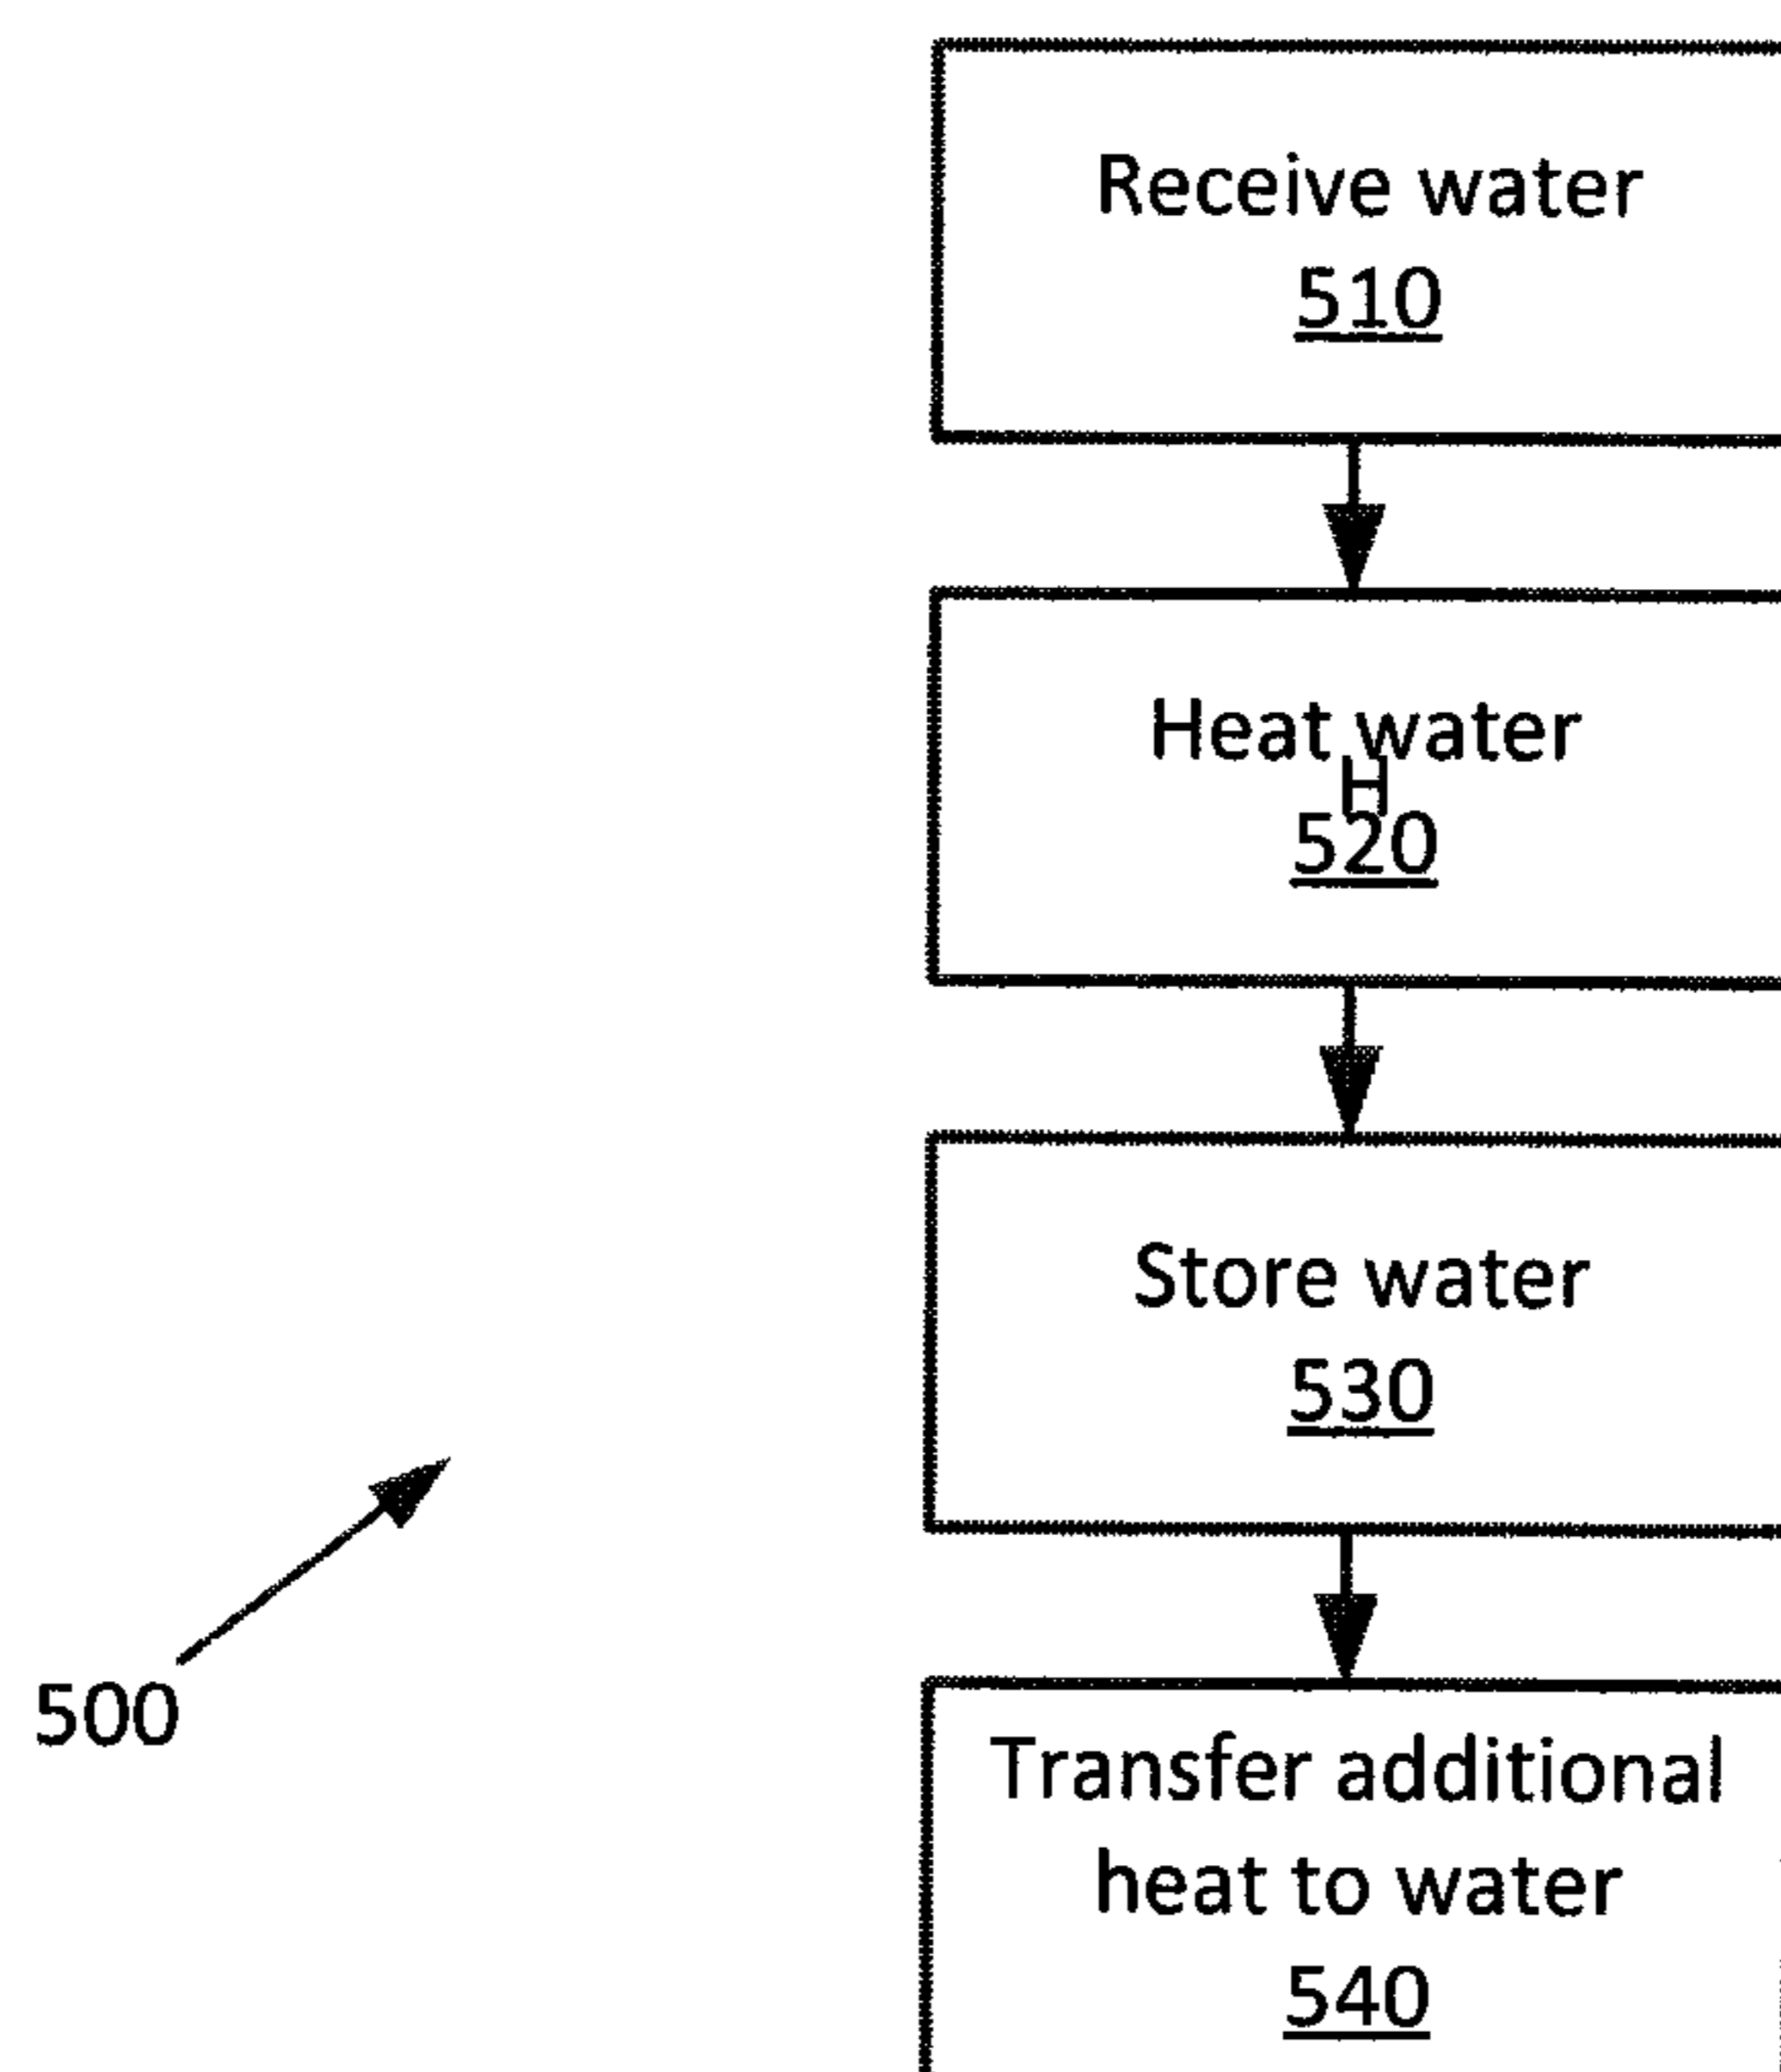 Receive water
510
Heat water
H
520
Store water
530
500
Transfer additional
heat to water
540